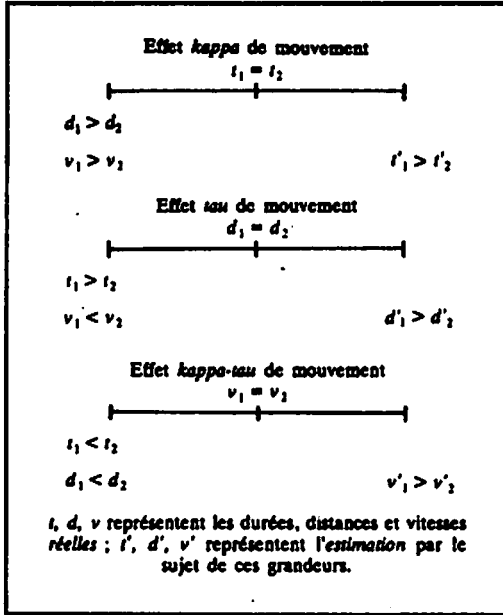 Effet kappa de mouvement
t₁ = t₂
d₁ > d₂
v₁ > v₂ t'₁ > t'₂
Effet tau de mouvement
d₁ = d₂
t₁ > t₂
v₁ < v₂ d'₁ > d'₂
Effet kappa-tau de mouvement
v₁ = v₂
t₁ < t₂
d₁ < d₂ v'₁ > v'₂
t, d, v représentent les durées, distances et vitesses
réelles ; t', d', v' représentent l'estimation par le
sujet de ces grandeurs.